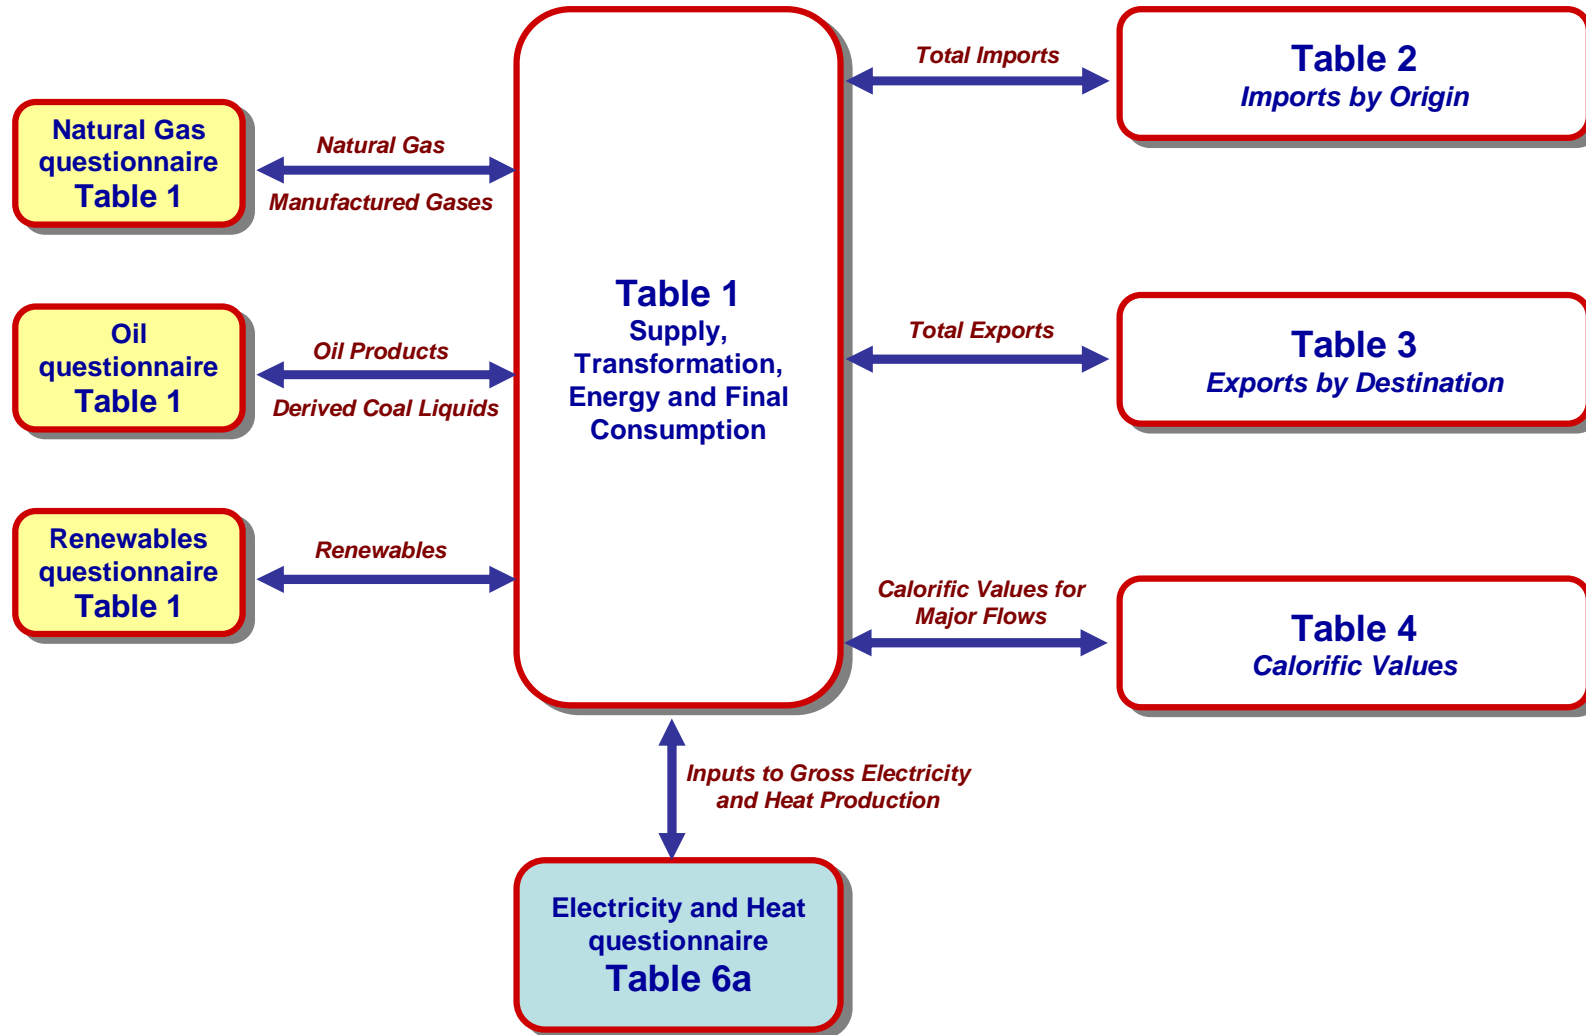 Natural Gas
questionnaire
Table 1
Natural Gas
Manufactured Gases
Oil
questionnaire
Table 1
Oil Products
Derived Coal Liquids
Renewables
questionnaire
Table 1
Renewables
Table 1
Supply,
Transformation,
Energy and Final
Consumption
Total Imports
Table 2
Imports by Origin
Total Exports
Table 3
Exports by Destination
Calorific Values for
Major Flows
Table 4
Calorific Values
Inputs to Gross Electricity
and Heat Production
Electricity and Heat
questionnaire
Table 6a